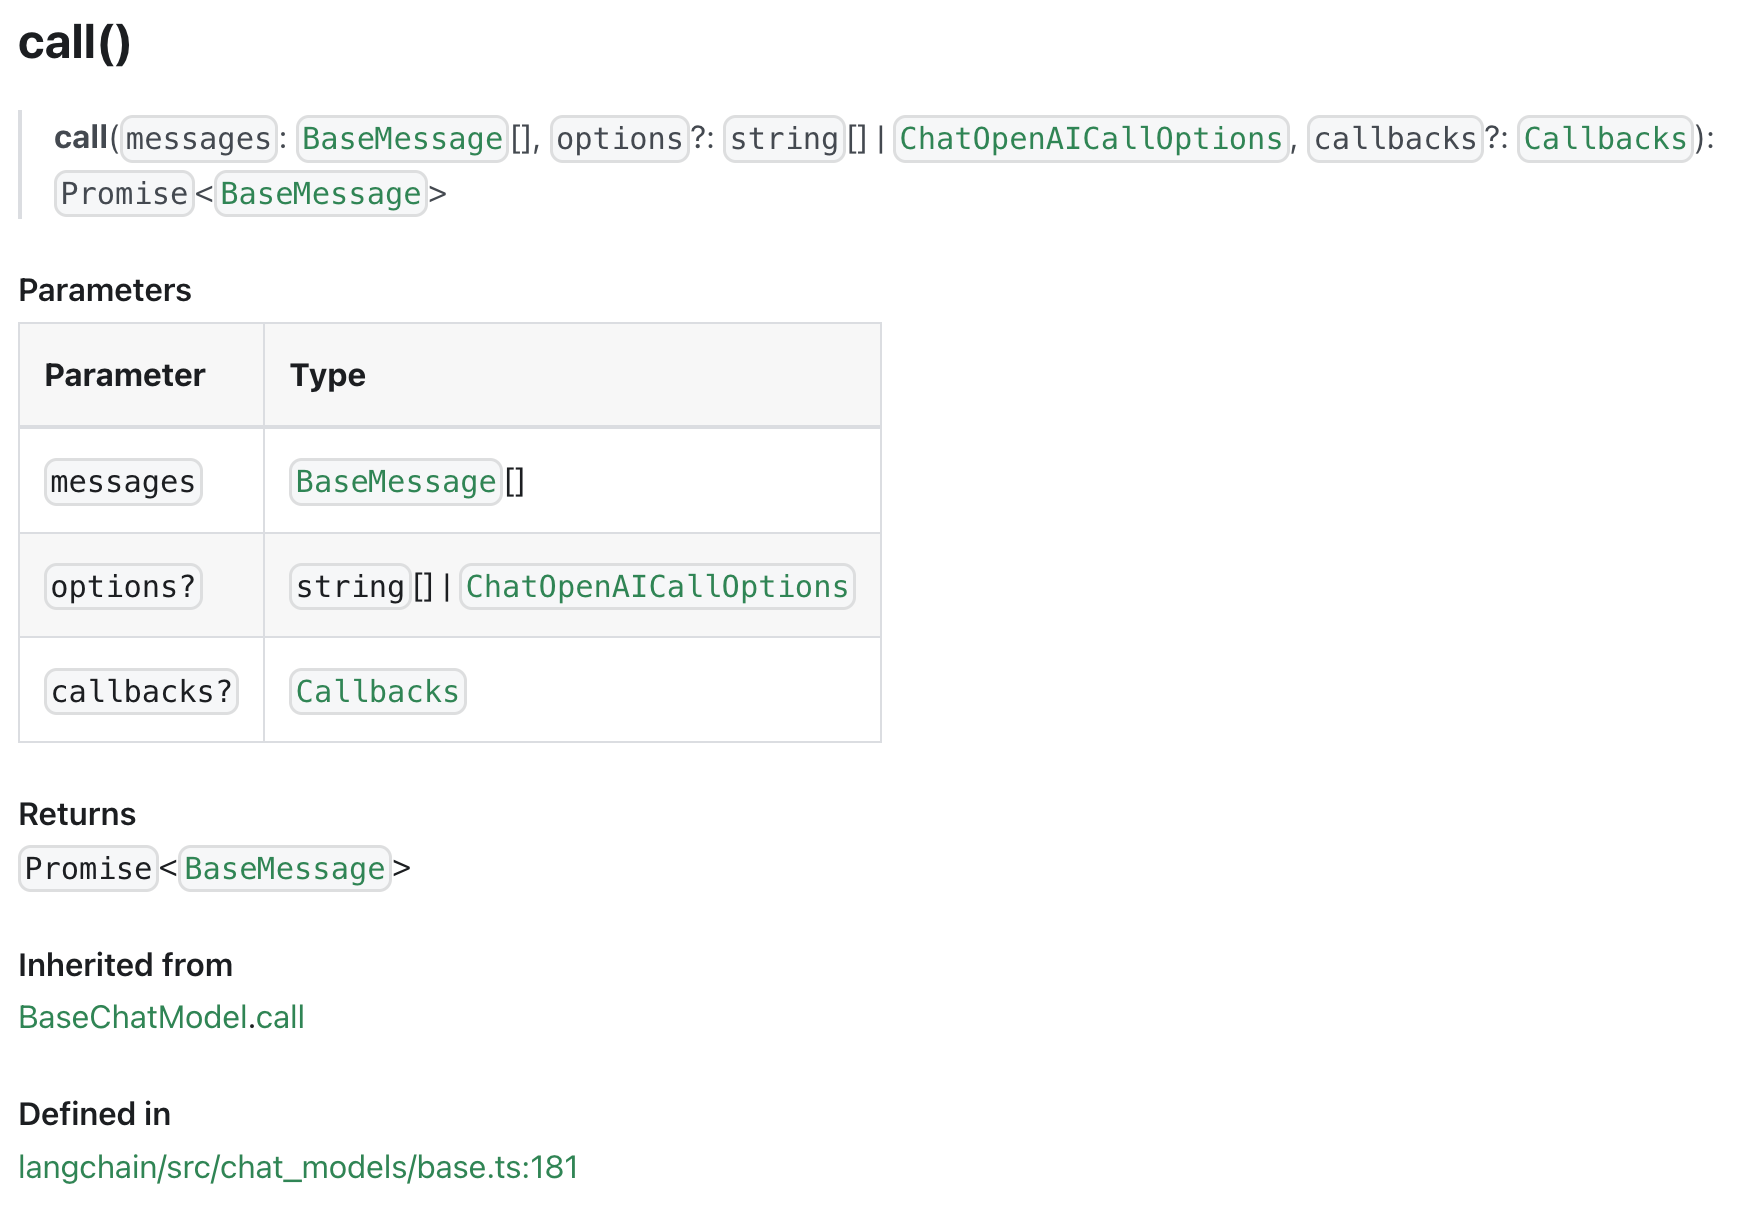 call()
call(messages: BaseMessage[], options?: string[] | ChatOpenAICallOptions, callbacks?: Callbacks):
Promise<BaseMessage>
Parameters
Parameter Type
messages BaseMessage[]
options? string[] | ChatOpenAICallOptions
callbacks? Callbacks
Returns
Promise<BaseMessage>
Inherited from
BaseChatModel.call
Defined in
langchain/src/chat_models/base.ts:181